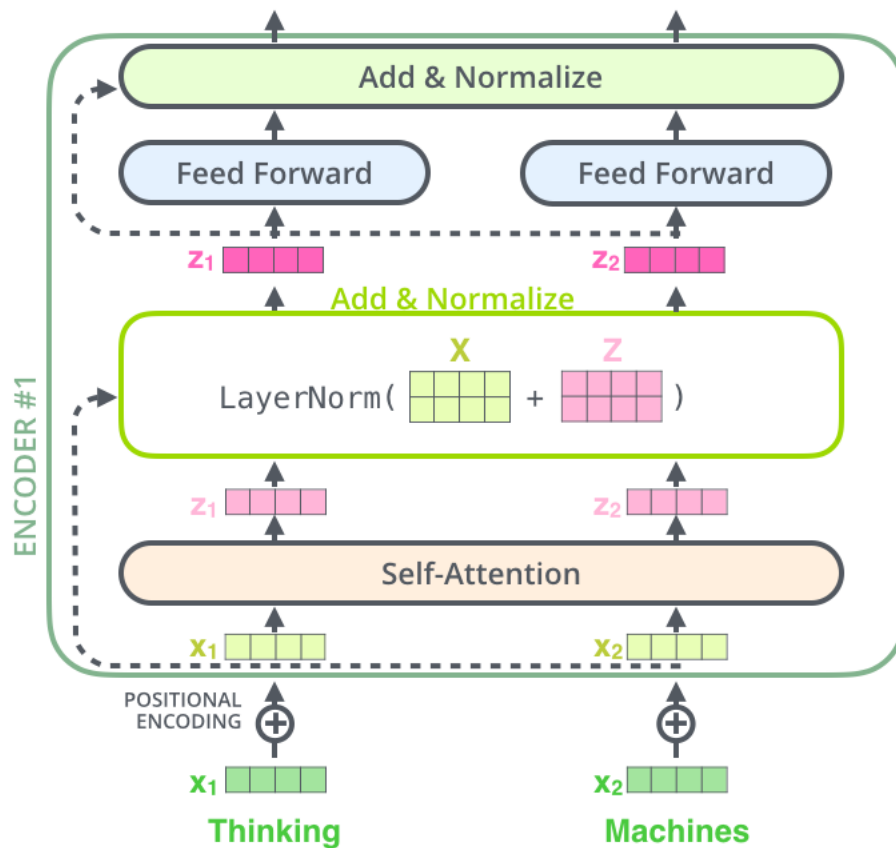 Add & Normalize
Feed Forward Feed Forward
z1 z2
Add & Normalize
X Z
LayerNorm( + )
ENCODER #1
z1 z2
Self-Attention
x1 x2
POSITIONAL
ENCODING
x1 x2
Thinking Machines